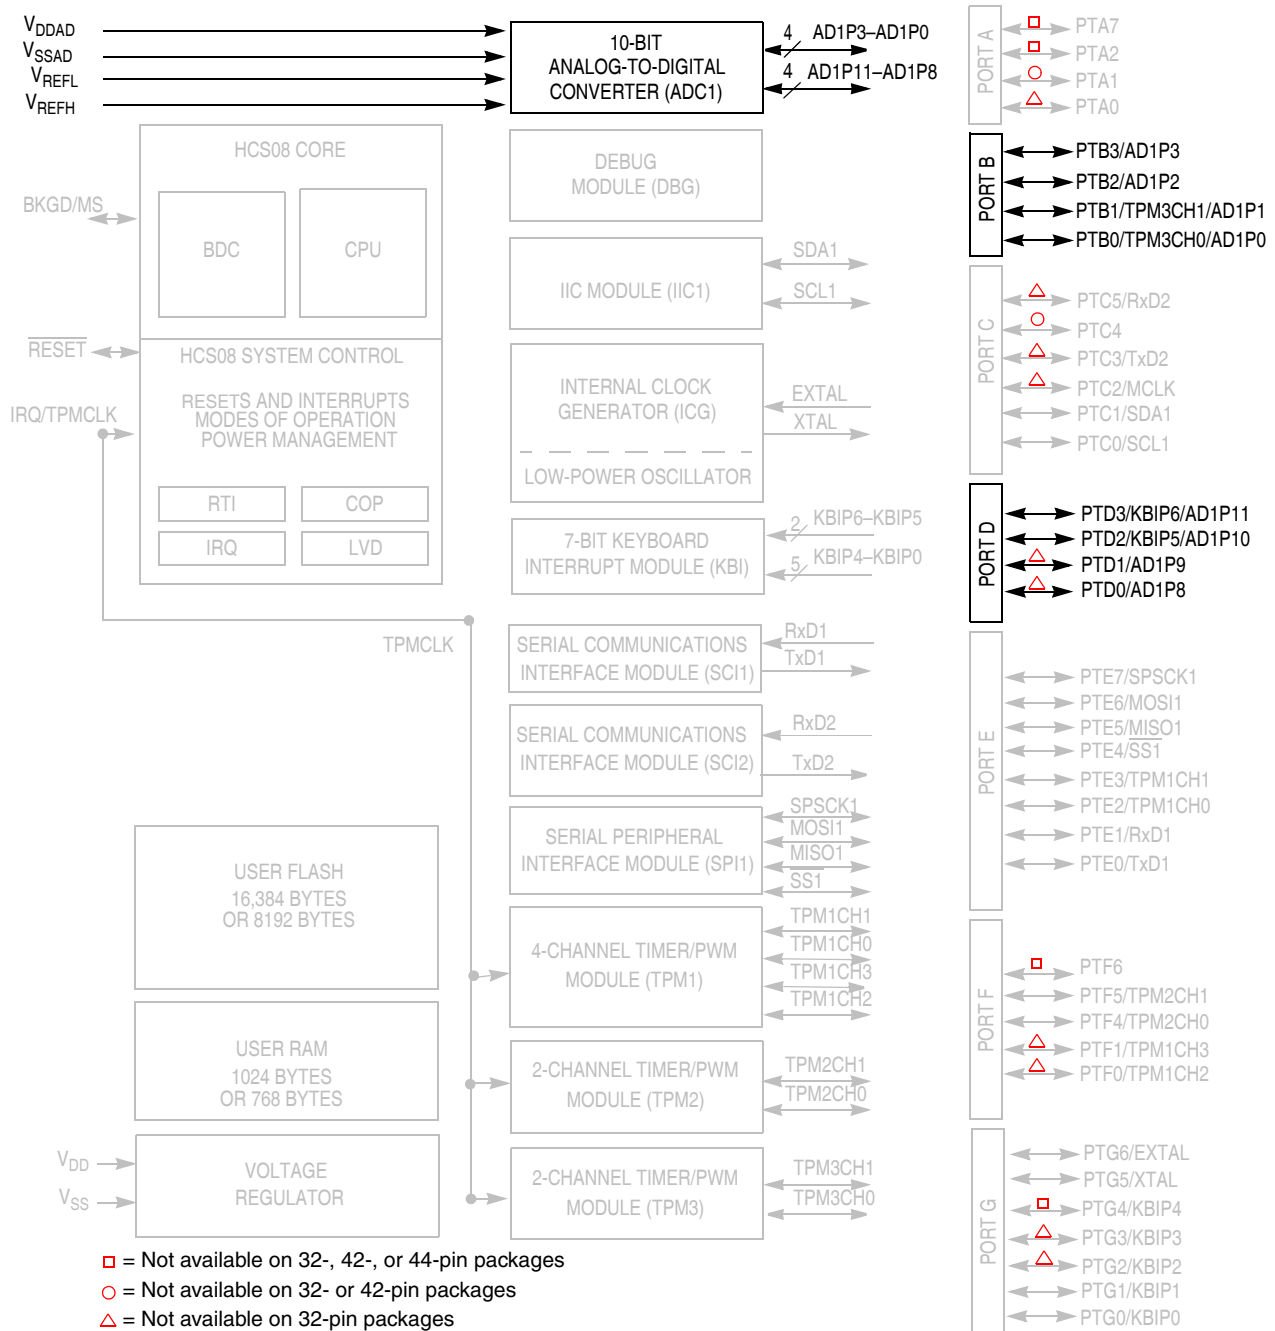 VDDAD
VSSAD
VREFL
VREFH
10-BIT
ANALOG-TO-DIGITAL
CONVERTER (ADC1)
4 AD1P3–AD1P0
4 AD1P11–AD1P8
HCS08 CORE
BDC
CPU
BKGD/MS
RESET
HCS08 SYSTEM CONTROL
RESETS AND INTERRUPTS
MODES OF OPERATION
POWER MANAGEMENT
IRQ/TPMCLK
RTI
COP
IRQ
LVD
TPMCLK
USER FLASH
16,384 BYTES
OR 8192 BYTES
USER RAM
1024 BYTES
OR 768 BYTES
VDD
VSS
VOLTAGE
REGULATOR
DEBUG
MODULE (DBG)
IIC MODULE (IIC1)
SDA1
SCL1
INTERNAL CLOCK
GENERATOR (ICG)
LOW-POWER OSCILLATOR
EXTAL
XTAL
7-BIT KEYBOARD
INTERRUPT MODULE (KBI)
2 KBIP6–KBIP5
5 KBIP4–KBIP0
SERIAL COMMUNICATIONS
INTERFACE MODULE (SCI1)
RxD1
TxD1
SERIAL COMMUNICATIONS
INTERFACE MODULE (SCI2)
RxD2
TxD2
SERIAL PERIPHERAL
INTERFACE MODULE (SPI1)
SPSCK1
MOSI1
MISO1
SS1
4-CHANNEL TIMER/PWM
MODULE (TPM1)
TPM1CH1
TPM1CH0
TPM1CH3
TPM1CH2
2-CHANNEL TIMER/PWM
MODULE (TPM2)
TPM2CH1
TPM2CH0
2-CHANNEL TIMER/PWM
MODULE (TPM3)
TPM3CH1
TPM3CH0
PORT A
PTA7
PTA2
PTA1
PTA0
PORT B
PTB3/AD1P3
PTB2/AD1P2
PTB1/TPM3CH1/AD1P1
PTB0/TPM3CH0/AD1P0
PORT C
PTC5/RxD2
PTC4
PTC3/TxD2
PTC2/MCLK
PTC1/SDA1
PTC0/SCL1
PORT D
PTD3/KBIP6/AD1P11
PTD2/KBIP5/AD1P10
PTD1/AD1P9
PTD0/AD1P8
PORT E
PTE7/SPSCK1
PTE6/MOSI1
PTE5/MISO1
PTE4/SS1
PTE3/TPM1CH1
PTE2/TPM1CH0
PTE1/RxD1
PTE0/TxD1
PORT F
PTF6
PTF5/TPM2CH1
PTF4/TPM2CH0
PTF1/TPM1CH3
PTF0/TPM1CH2
PORT G
PTG6/EXTAL
PTG5/XTAL
PTG4/KBIP4
PTG3/KBIP3
PTG2/KBIP2
PTG1/KBIP1
PTG0/KBIP0
= Not available on 32-, 42-, or 44-pin packages
= Not available on 32- or 42-pin packages
= Not available on 32-pin packages